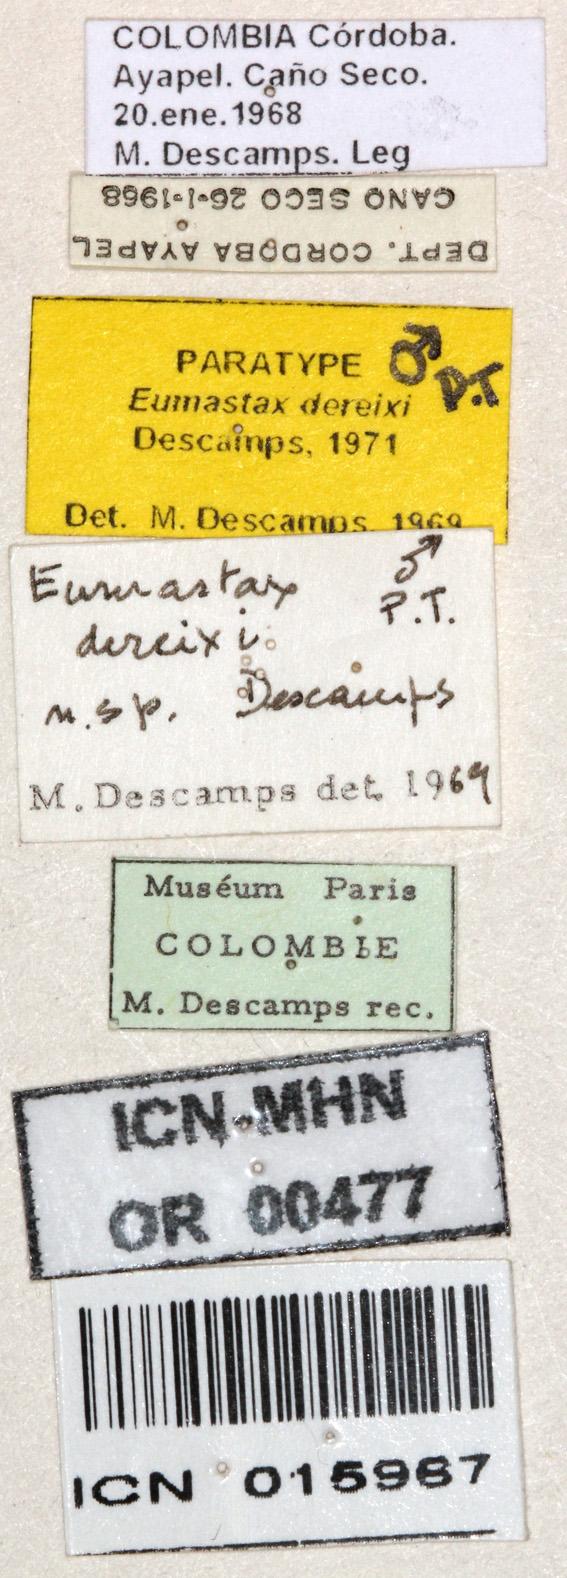 COLOMBIA Córdoba.
Ayapel. Caño Seco.
20.ene.1968
M. Descamps. Leg
DEPT. CORDOBA AYAPEL
CANO SECO 26-1-1968
PARATYPE ♂
D.T
Eumastax dereixi
Descamps, 1971
Det. M. Descamps. 1969
Eumastax ♂
P.T.
dereixi
n.sp. Descamps
M. Descamps det. 1969
Muséum Paris
COLOMBIE
M. Descamps rec.
ICN-MHN
OR 00477
ICN 015967